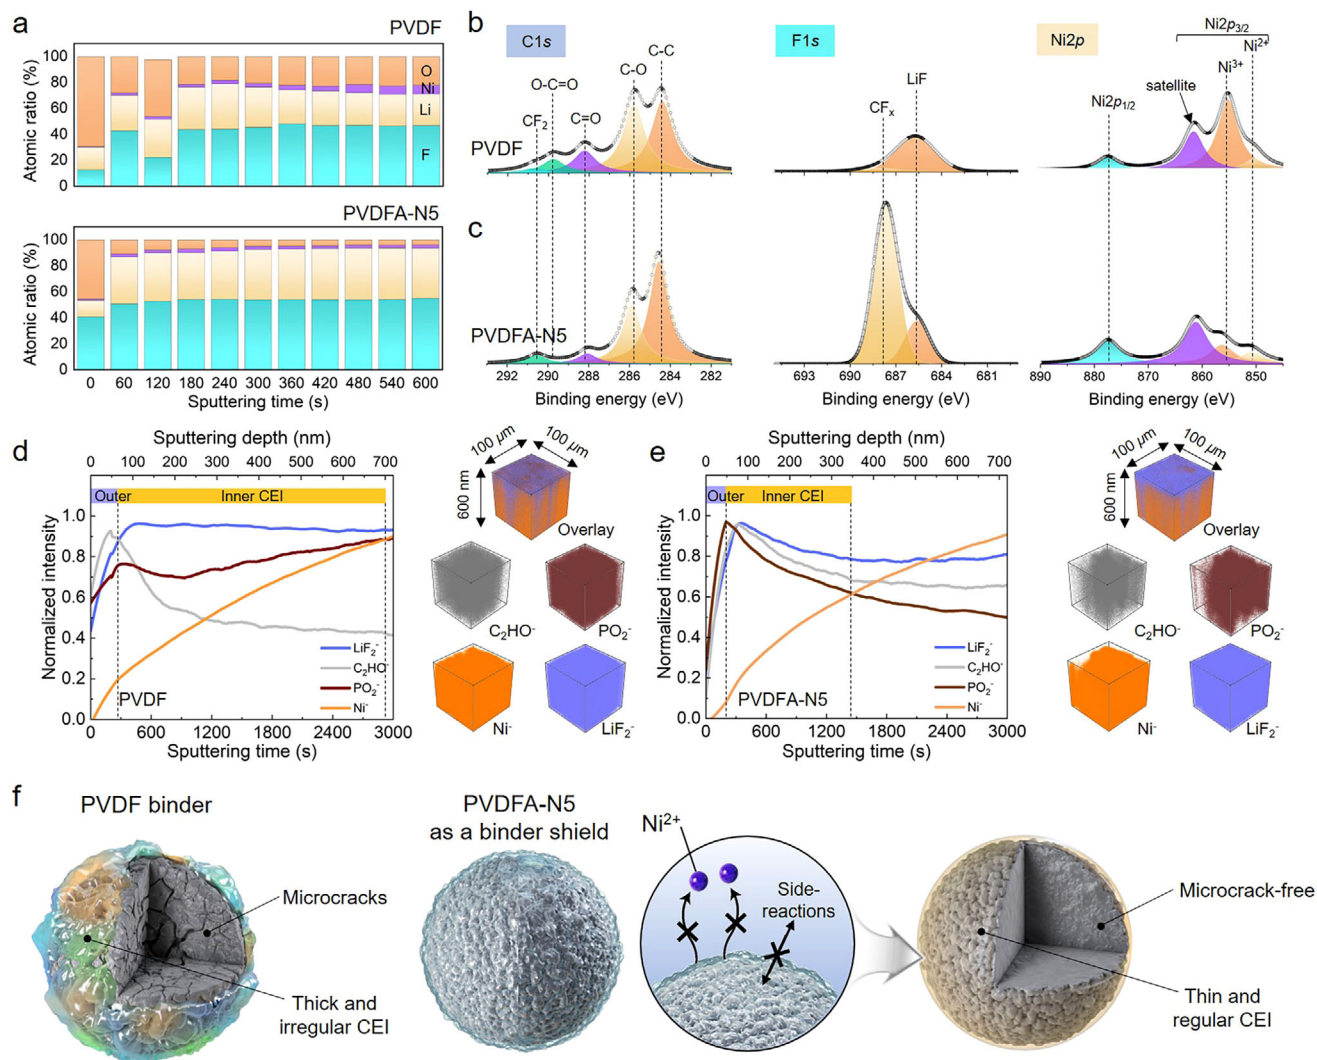 a
PVDF
100
80
60
40
20
0
Atomic ratio (%)
O
Ni
Li
F
PVDFA-N5
100
80
60
40
20
0
Atomic ratio (%)
0 60 120 180 240 300 360 420 480 540 600
Sputtering time (s)
b
C1s
F1s
Ni2p
O-C=O
CF₂
C=O
C-O
C-C
CFₓ
LiF
Ni2p₃/₂
Ni²⁺
Ni³⁺
satellite
Ni2p₁/₂
PVDF
c
PVDFA-N5
292 290 288 286 284 282
Binding energy (eV)
693 690 687 684 681
Binding energy (eV)
890 880 870 860 850
Binding energy (eV)
d
Sputtering depth (nm)
0 100 200 300 400 500 600 700
Outer
Inner CEI
1.0
0.8
0.6
0.4
0.2
0.0
Normalized intensity
LiF₂⁻
C₂HO⁻
PO₂⁻
Ni⁻
PVDF
0 600 1200 1800 2400 3000
Sputtering time (s)
100 µm
100 µm
600 nm
Overlay
C₂HO⁻
PO₂⁻
Ni⁻
LiF₂⁻
e
Sputtering depth (nm)
0 100 200 300 400 500 600 700
Outer
Inner CEI
1.0
0.8
0.6
0.4
0.2
0.0
Normalized intensity
LiF₂⁻
C₂HO⁻
PO₂⁻
Ni⁻
PVDFA-N5
0 600 1200 1800 2400 3000
Sputtering time (s)
100 µm
100 µm
600 nm
Overlay
C₂HO⁻
PO₂⁻
Ni⁻
LiF₂⁻
f
PVDF binder
Microcracks
Thick and
irregular CEI
PVDFA-N5
as a binder shield
Ni²⁺
Side-
reactions
Microcrack-free
Thin and
regular CEI